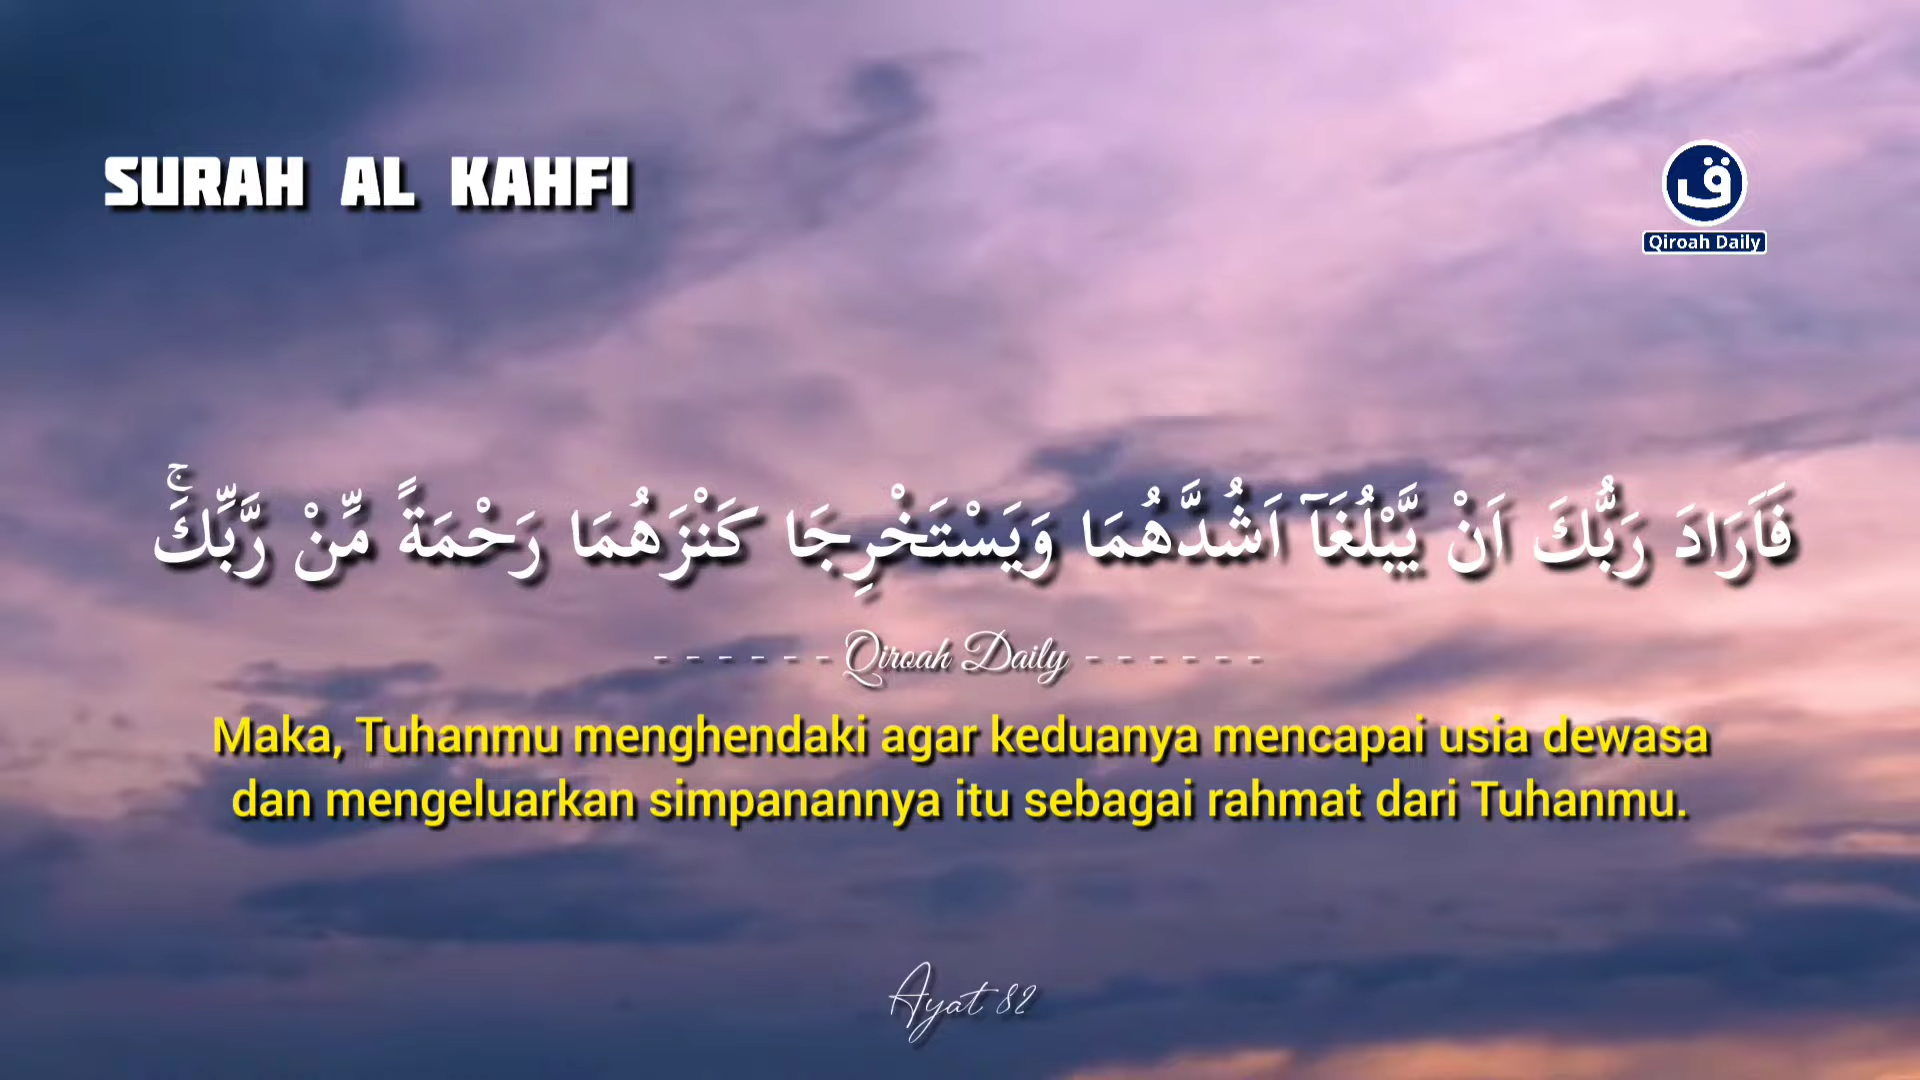 SURAH AL KAHFI
ق
Qiroah Daily
فَاَرَادَ رَبُّكَ اَنْ يَّبْلُغَآ اَشُدَّهُمَا وَيَسْتَخْرِجَا كَنْزَهُمَا رَحْمَةً مِّنْ رَّبِّكَۚ
- - - - - - Qiroah Daily - - - - - -
Maka, Tuhanmu menghendaki agar keduanya mencapai usia dewasa
dan mengeluarkan simpanannya itu sebagai rahmat dari Tuhanmu.
Ayat 82